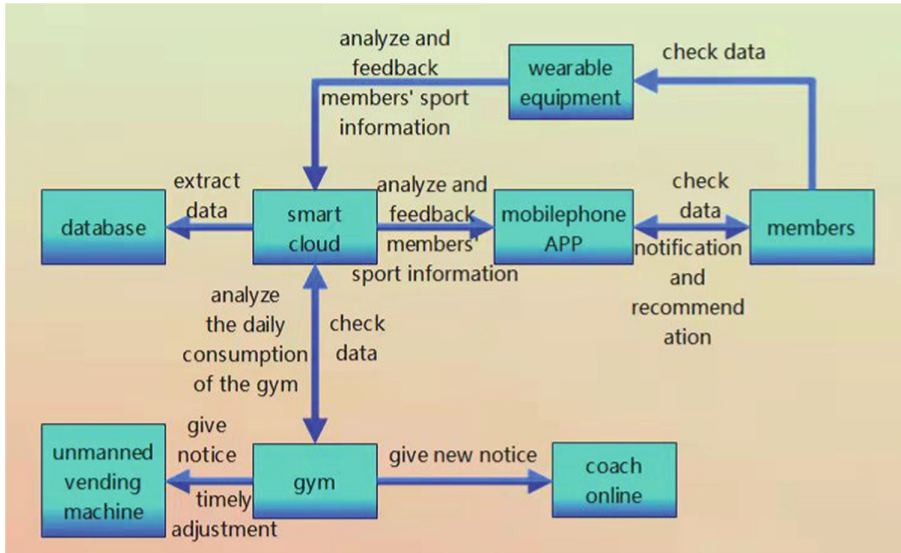 analyze and
feedback
members' sport
information
wearable
equipment
check data
database
extract
data
smart
cloud
analyze and
feedback
members'
sport information
mobilephone
APP
check
data
notification
and
recommend
ation
members
analyze
the daily
consumption
of the gym
check
data
unmanned
vending
machine
give
notice
timely
adjustment
gym
give new notice
coach
online